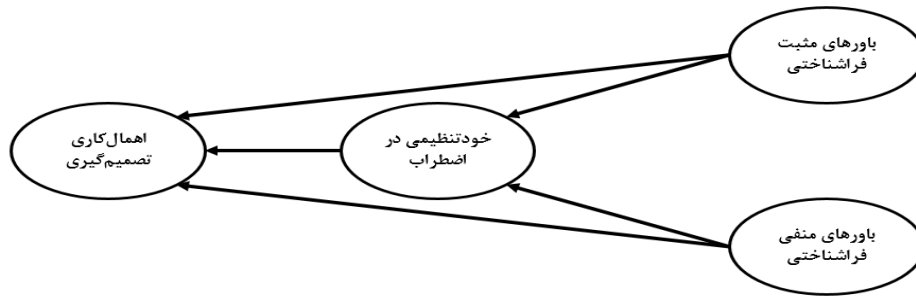 باورهای مثبت
فراشناختی
خودتنظیمی در
اضطراب
اهمال‌کاری
تصمیم‌گیری
باورهای منفی
فراشناختی